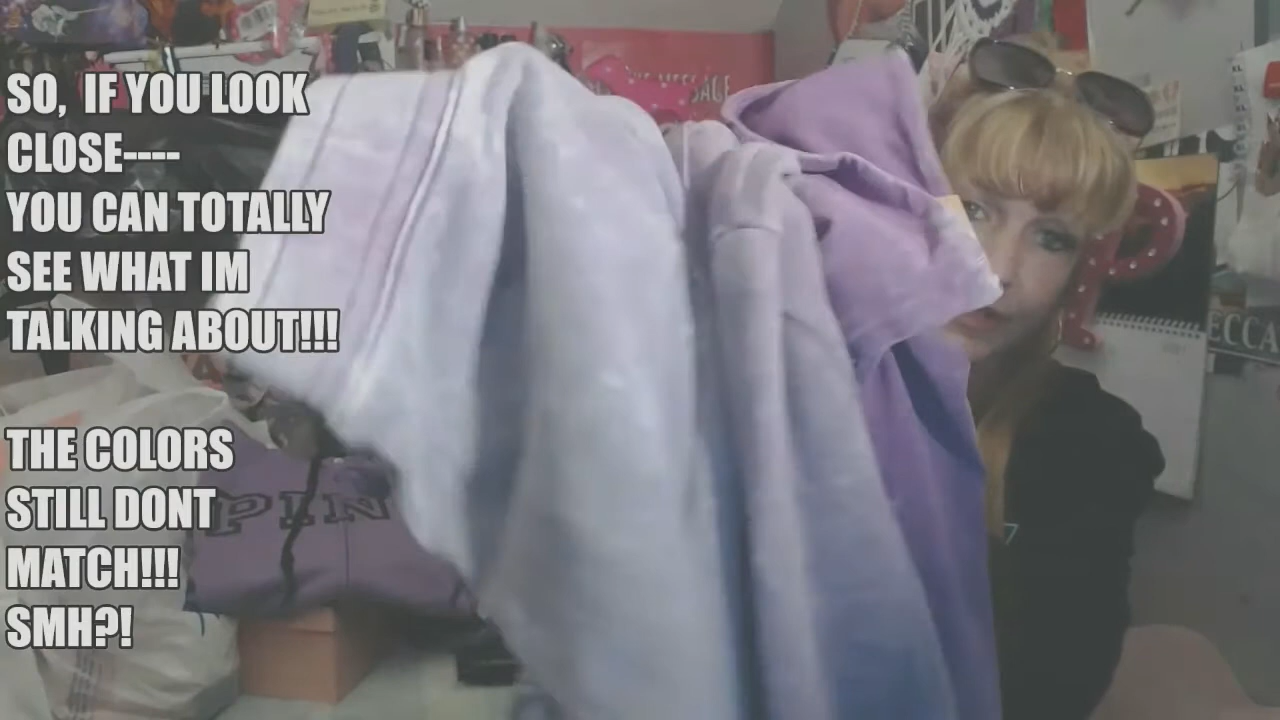 SO, IF YOU LOOK
CLOSE----
YOU CAN TOTALLY
SEE WHAT IM
TALKING ABOUT!!!
THE COLORS
STILL DONT
MATCH!!!
SMH?!
PINK
ECCA